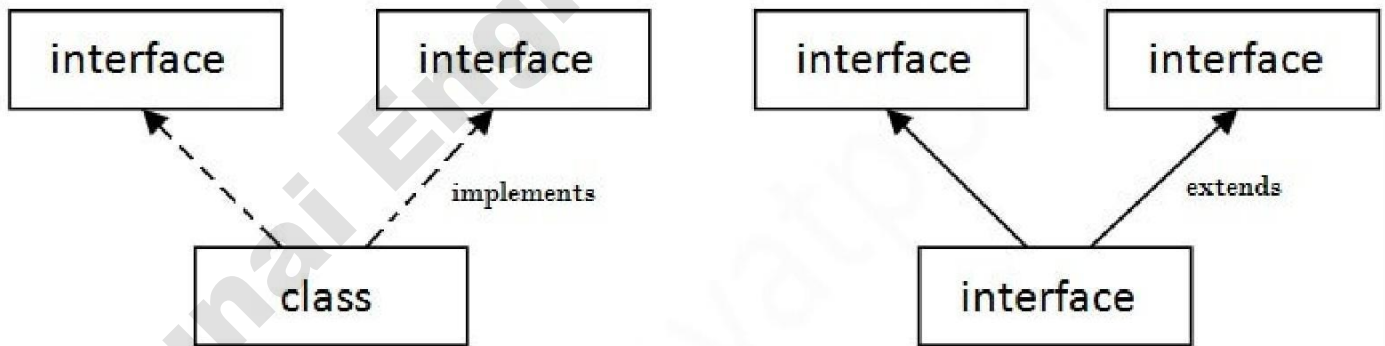 interface
interface
implements
class
interface
interface
extends
interface